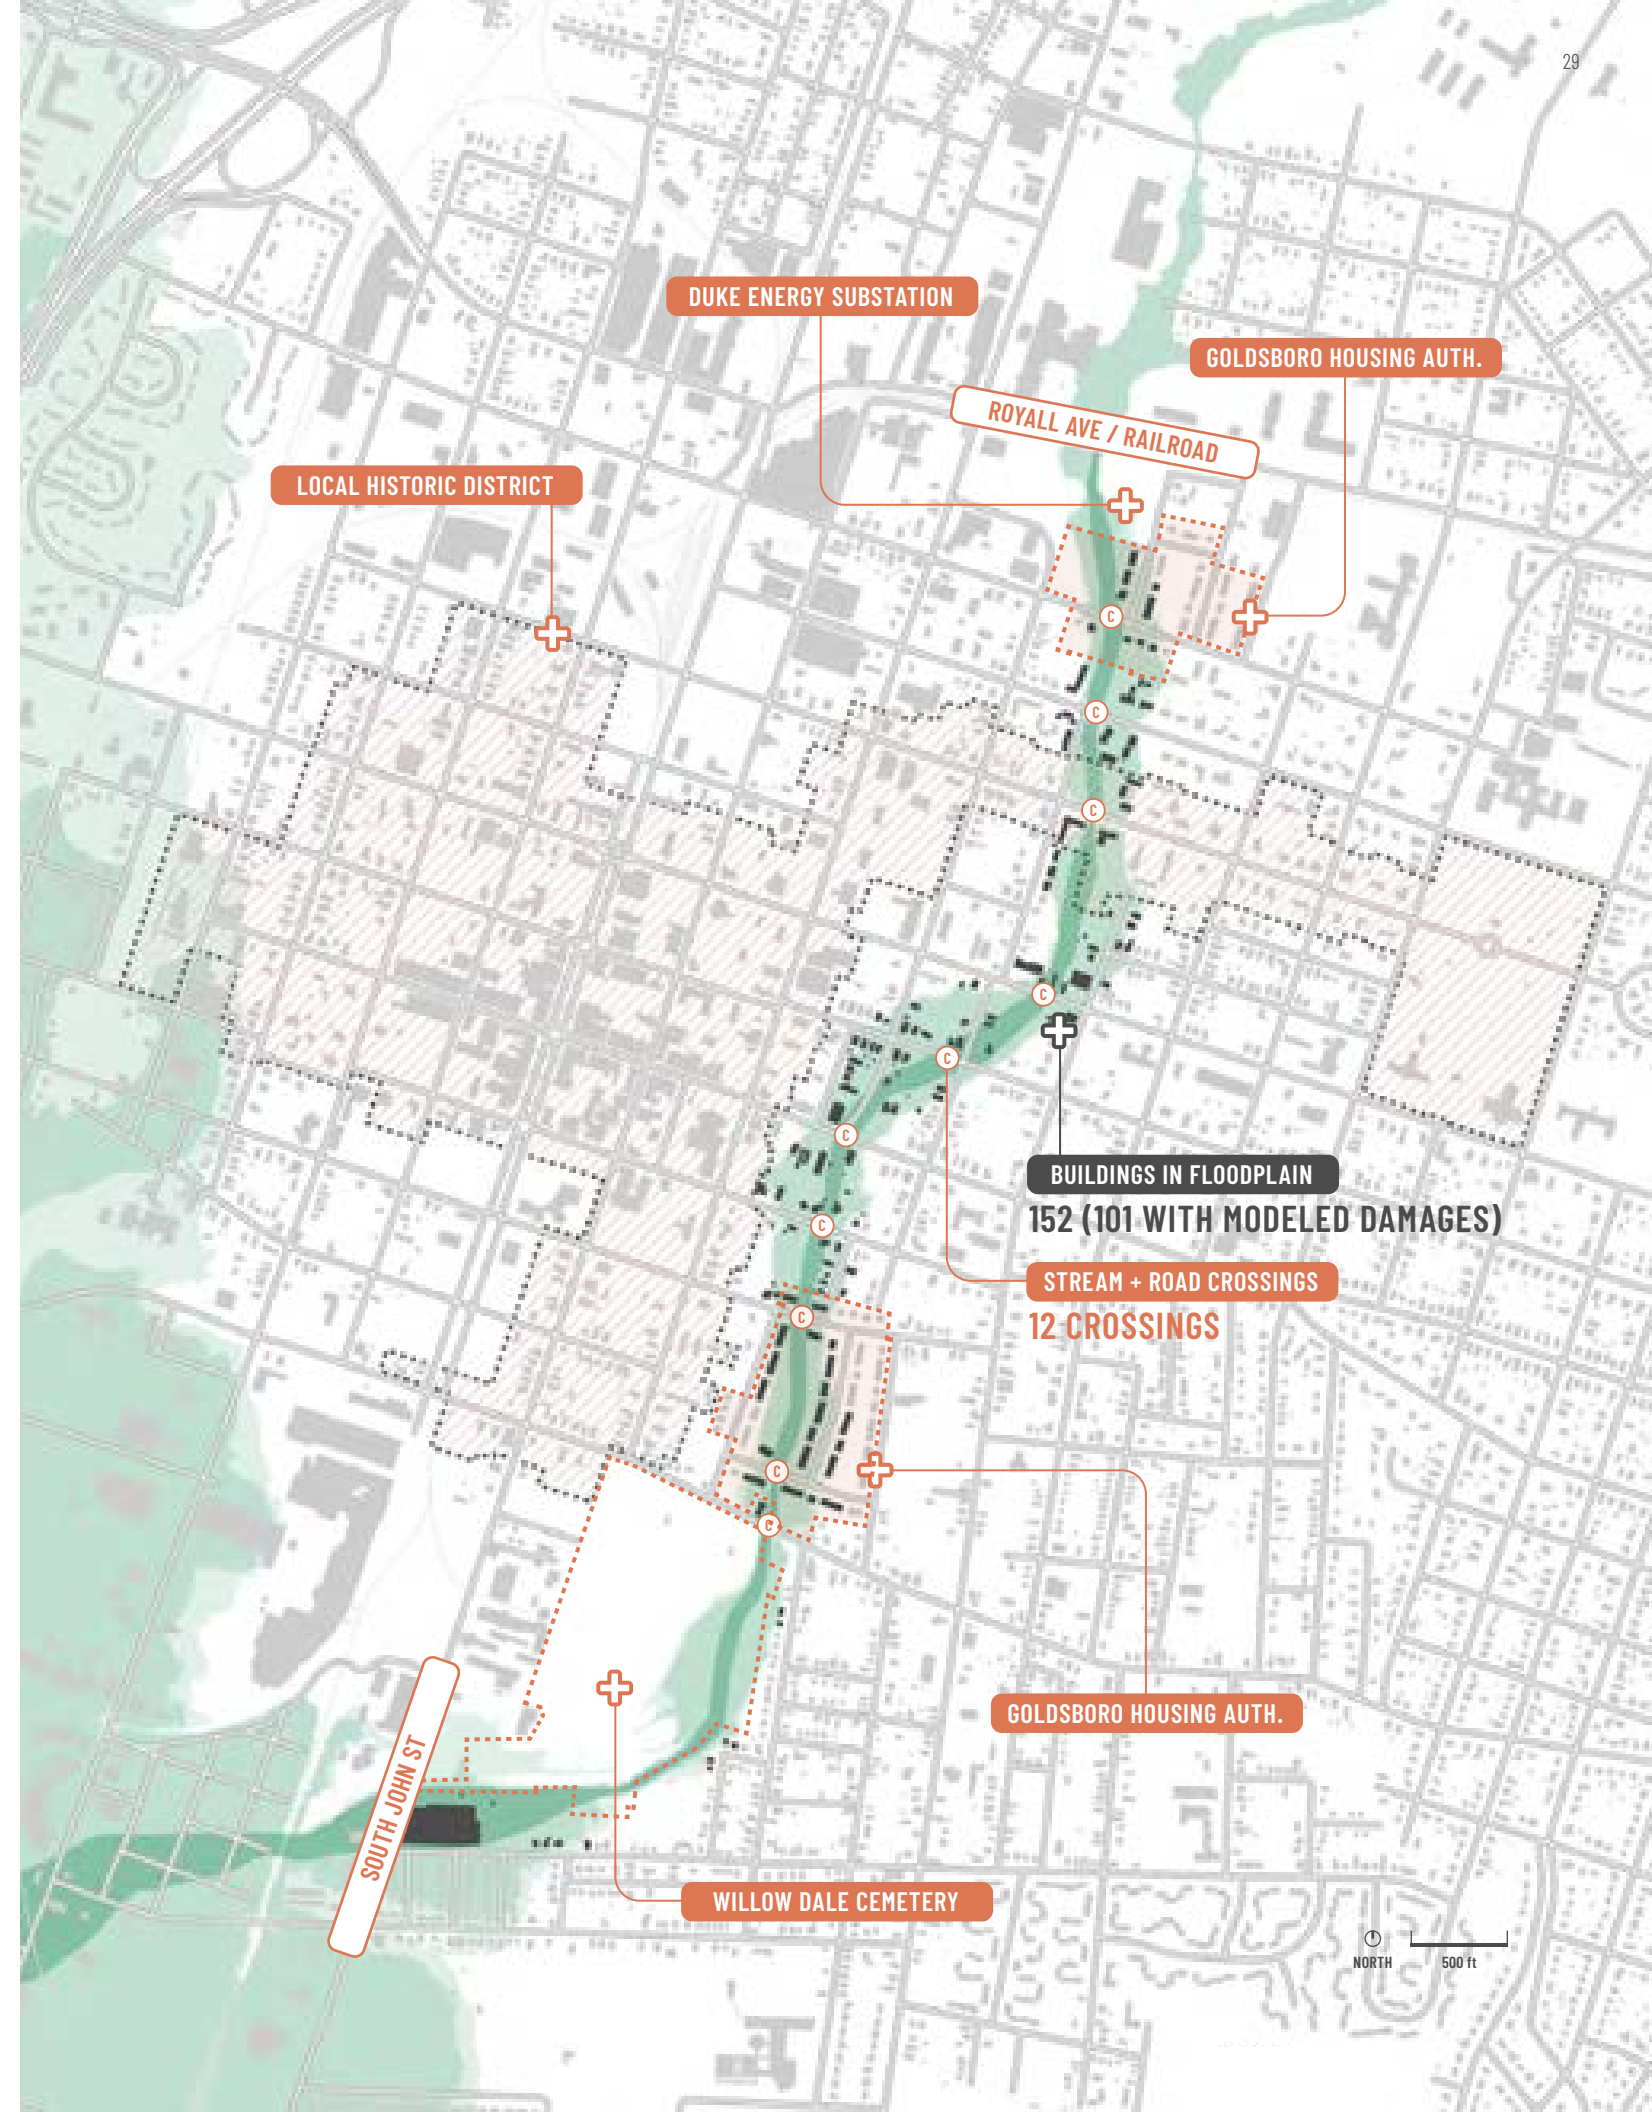 29
DUKE ENERGY SUBSTATION
GOLDSBORO HOUSING AUTH.
ROYALL AVE / RAILROAD
LOCAL HISTORIC DISTRICT
C
C
C
C
C
C
C
C
C
C
BUILDINGS IN FLOODPLAIN
152 (101 WITH MODELED DAMAGES)
STREAM + ROAD CROSSINGS
12 CROSSINGS
GOLDSBORO HOUSING AUTH.
SOUTH JOHN ST
WILLOW DALE CEMETERY
NORTH
500 ft